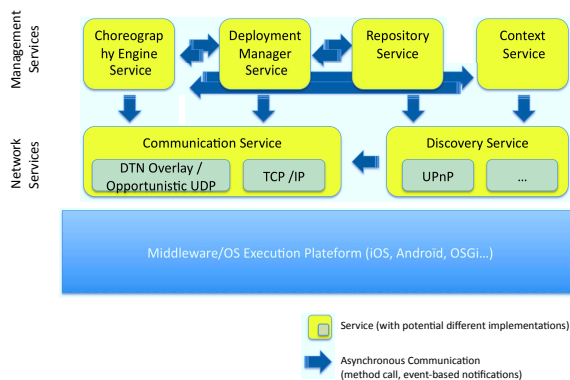 Management
Services
Choreograp
hy Engine
Service
Deployment
Manager
Service
Repository
Service
Context
Service
Network
Services
Communication Service
DTN Overlay /
Opportunistic UDP
TCP /IP
Discovery Service
UPnP
...
Middleware/OS Execution Plateform (iOS, Androïd, OSGi...)
Service (with potential different implementations)
Asynchronous Communication
(method call, event-based notifications)